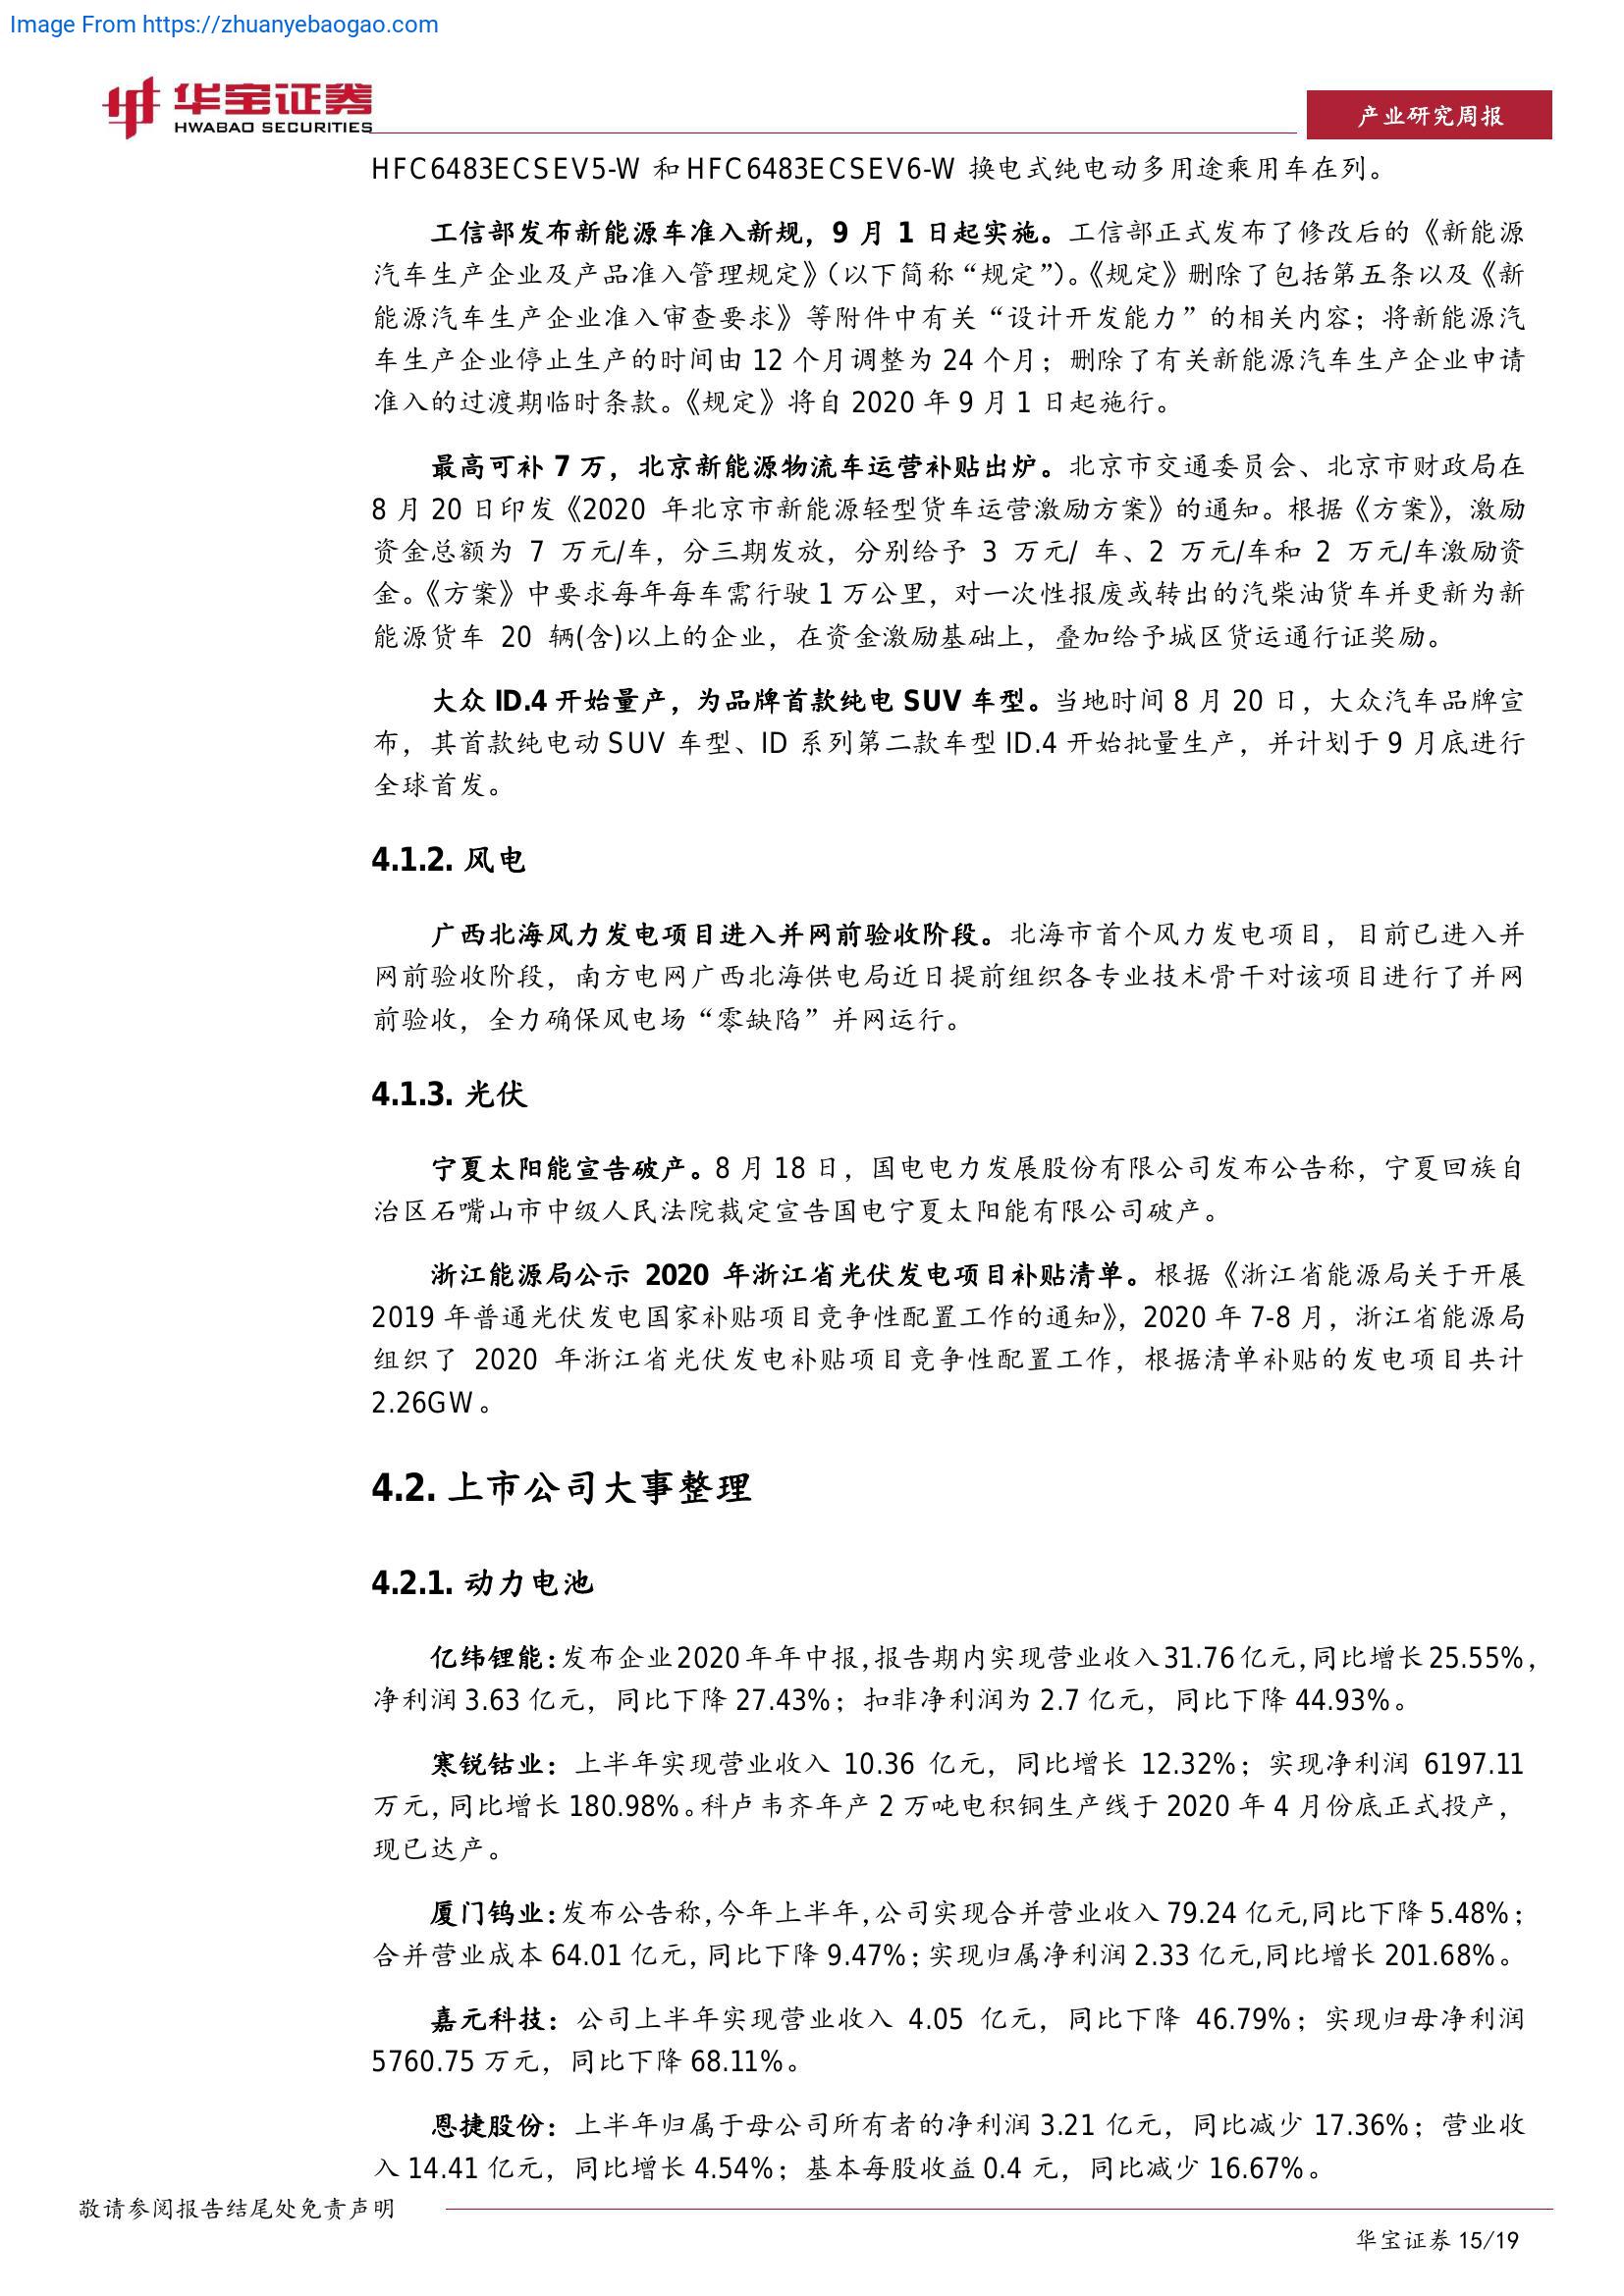 Image From https://zhuanyebaogao.com
华宝证券
HWABAO SECURITIES
产业研究周报
HFC6483ECSEV5-W 和 HFC6483ECSEV6-W 换电式纯电动多用途乘用车在列。
工信部发布新能源车准入新规，9 月 1 日起实施。工信部正式发布了修改后的《新能源
汽车生产企业及产品准入管理规定》（以下简称“规定”）。《规定》删除了包括第五条以及《新
能源汽车生产企业准入审查要求》等附件中有关“设计开发能力”的相关内容；将新能源汽
车生产企业停止生产的时间由 12 个月调整为 24 个月；删除了有关新能源汽车生产企业申请
准入的过渡期临时条款。《规定》将自 2020 年 9 月 1 日起施行。
最高可补 7 万，北京新能源物流车运营补贴出炉。北京市交通委员会、北京市财政局在
8 月 20 日印发《2020 年北京市新能源轻型货车运营激励方案》的通知。根据《方案》，激励
资金总额为 7 万元/车，分三期发放，分别给予 3 万元/ 车、2 万元/车和 2 万元/车激励资
金。《方案》中要求每年每车需行驶 1 万公里，对一次性报废或转出的汽柴油货车并更新为新
能源货车 20 辆(含)以上的企业，在资金激励基础上，叠加给予城区货运通行证奖励。
大众 ID.4 开始量产，为品牌首款纯电 SUV 车型。当地时间 8 月 20 日，大众汽车品牌宣
布，其首款纯电动 SUV 车型、ID 系列第二款车型 ID.4 开始批量生产，并计划于 9 月底进行
全球首发。
4.1.2. 风电
广西北海风力发电项目进入并网前验收阶段。北海市首个风力发电项目，目前已进入并
网前验收阶段，南方电网广西北海供电局近日提前组织各专业技术骨干对该项目进行了并网
前验收，全力确保风电场“零缺陷”并网运行。
4.1.3. 光伏
宁夏太阳能宣告破产。8 月 18 日，国电电力发展股份有限公司发布公告称，宁夏回族自
治区石嘴山市中级人民法院裁定宣告国电宁夏太阳能有限公司破产。
浙江能源局公示 2020 年浙江省光伏发电项目补贴清单。根据《浙江省能源局关于开展
2019 年普通光伏发电国家补贴项目竞争性配置工作的通知》，2020 年 7-8 月，浙江省能源局
组织了 2020 年浙江省光伏发电补贴项目竞争性配置工作，根据清单补贴的发电项目共计
2.26GW。
4.2. 上市公司大事整理
4.2.1. 动力电池
亿纬锂能：发布企业 2020 年年中报，报告期内实现营业收入 31.76 亿元，同比增长 25.55%，
净利润 3.63 亿元，同比下降 27.43%；扣非净利润为 2.7 亿元，同比下降 44.93%。
寒锐钴业：上半年实现营业收入 10.36 亿元，同比增长 12.32%；实现净利润 6197.11
万元，同比增长 180.98%。科卢韦齐年产 2 万吨电积铜生产线于 2020 年 4 月份底正式投产，
现已达产。
厦门钨业：发布公告称，今年上半年，公司实现合并营业收入 79.24 亿元,同比下降 5.48%；
合并营业成本 64.01 亿元，同比下降 9.47%；实现归属净利润 2.33 亿元,同比增长 201.68%。
嘉元科技：公司上半年实现营业收入 4.05 亿元，同比下降 46.79%；实现归母净利润
5760.75 万元，同比下降 68.11%。
恩捷股份：上半年归属于母公司所有者的净利润 3.21 亿元，同比减少 17.36%；营业收
入 14.41 亿元，同比增长 4.54%；基本每股收益 0.4 元，同比减少 16.67%。
敬请参阅报告结尾处免责声明
华宝证券 15/19